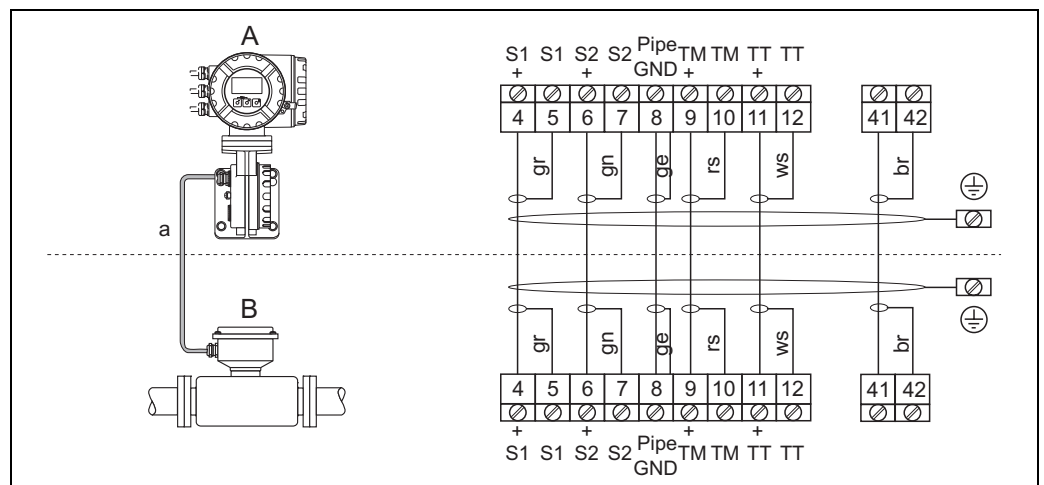 A
a
B
S1 S1 S2 S2 Pipe GND TM TM TT TT
+ + + +
4 5 6 7 8 9 10 11 12 41 42
gr gn ge rs ws br
gr gn ge rs ws br
4 5 6 7 8 9 10 11 12 41 42
+ + + +
S1 S1 S2 S2 Pipe GND TM TM TT TT